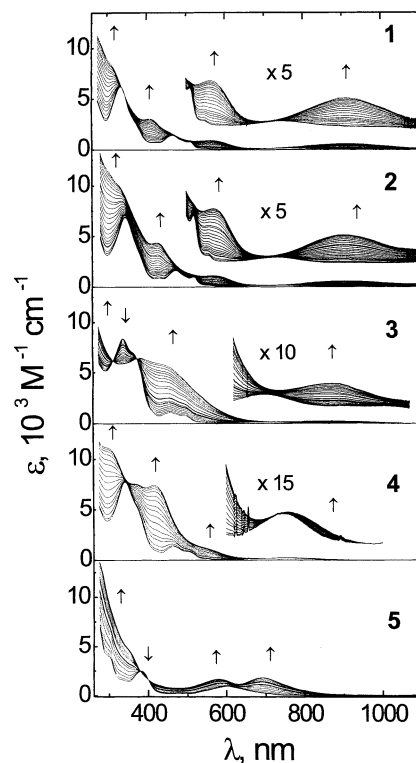 ↑ ↑ ↑ x 5 ↑ 1
10
5
0
↑ ↑ ↑ x 5 ↑ 2
10
5
0
↑ ↓ ↑ x 10 ↑ 3
10
5
0
↑ ↑ ↑ x 15 ↑ 4
10
5
0
↑ ↓ ↑ ↑ 5
10
5
0
ε, 10 ³ M ⁻¹ cm ⁻¹
400 600 800 1000
λ, nm